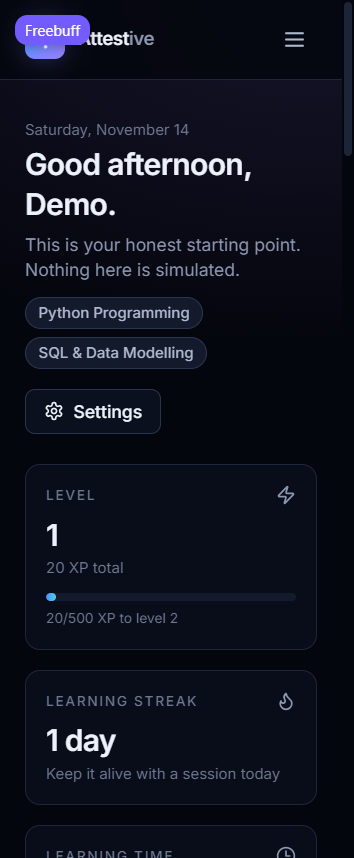 Freebuff
Attestive
Saturday, November 14
Good afternoon,
Demo.
This is your honest starting point.
Nothing here is simulated.
Python Programming
SQL & Data Modelling
Settings
LEVEL
1
20 XP total
20/500 XP to level 2
LEARNING STREAK
1 day
Keep it alive with a session today
LEARNING TIME